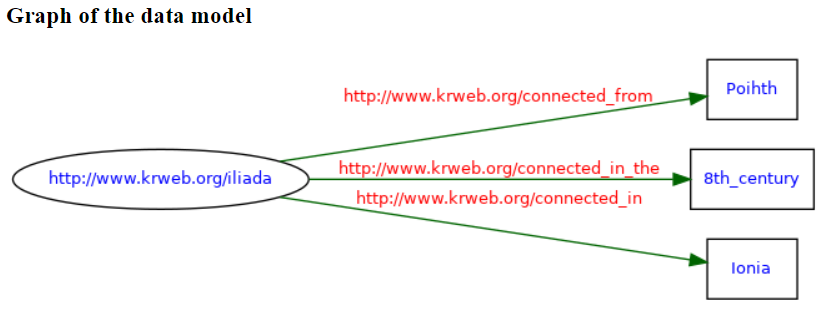 Graph of the data model
http://www.krweb.org/connected_from
Poihth
http://www.krweb.org/iliada
http://www.krweb.org/connected_in_the
8th_century
http://www.krweb.org/connected_in
Ionia